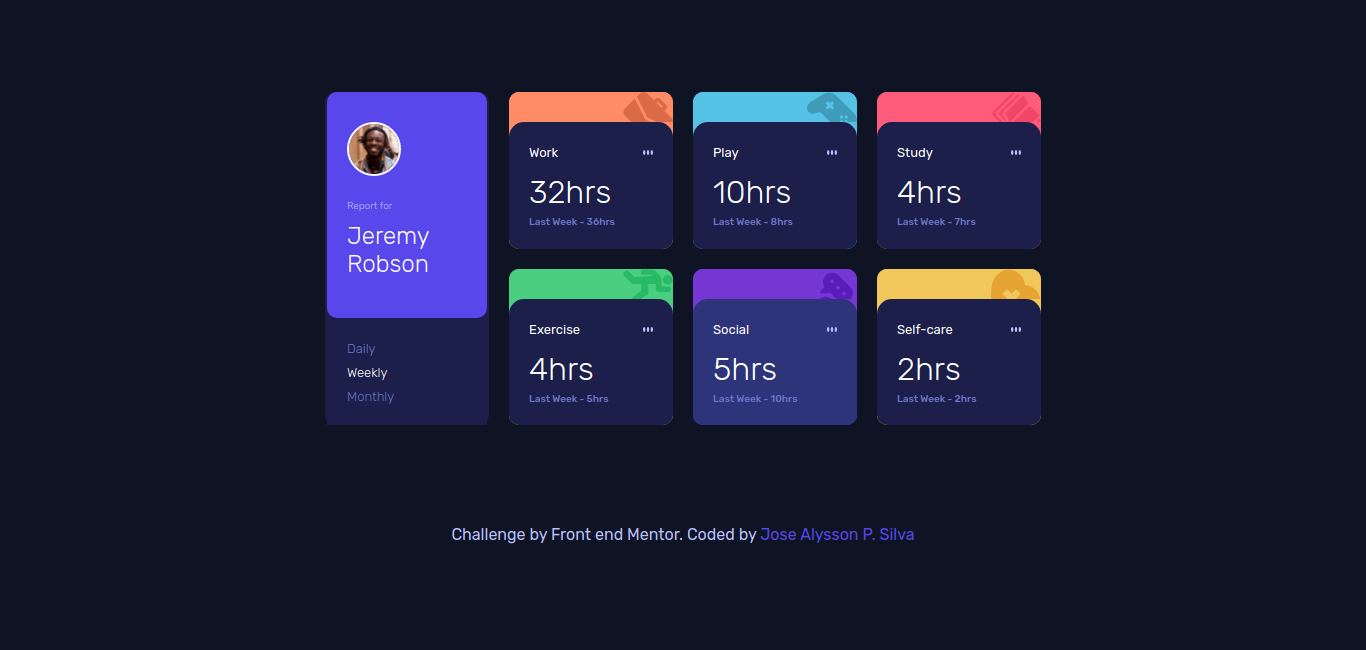 Report for
Jeremy
Robson
Daily
Weekly
Monthly
Work
32hrs
Last Week - 36hrs
Play
10hrs
Last Week - 8hrs
Study
4hrs
Last Week - 7hrs
Exercise
4hrs
Last Week - 5hrs
Social
5hrs
Last Week - 10hrs
Self-care
2hrs
Last Week - 2hrs
Challenge by Front end Mentor. Coded by Jose Alysson P. Silva